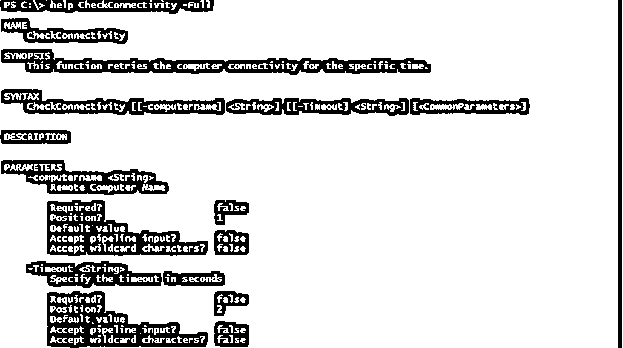 PS C:\> help CheckConnectivity -Full
NAME
CheckConnectivity
SYNOPSIS
This function retries the computer connectivity for the specific time.
SYNTAX
CheckConnectivity [[-computername] <String>] [[-Timeout] <String>] [<CommonParameters>]
DESCRIPTION
PARAMETERS
-computername <String>
Remote Computer Name
Required? false
Position? 1
Default value
Accept pipeline input? false
Accept wildcard characters? false
-Timeout <String>
Specify the timeout in seconds
Required? false
Position? 2
Default value
Accept pipeline input? false
Accept wildcard characters? false